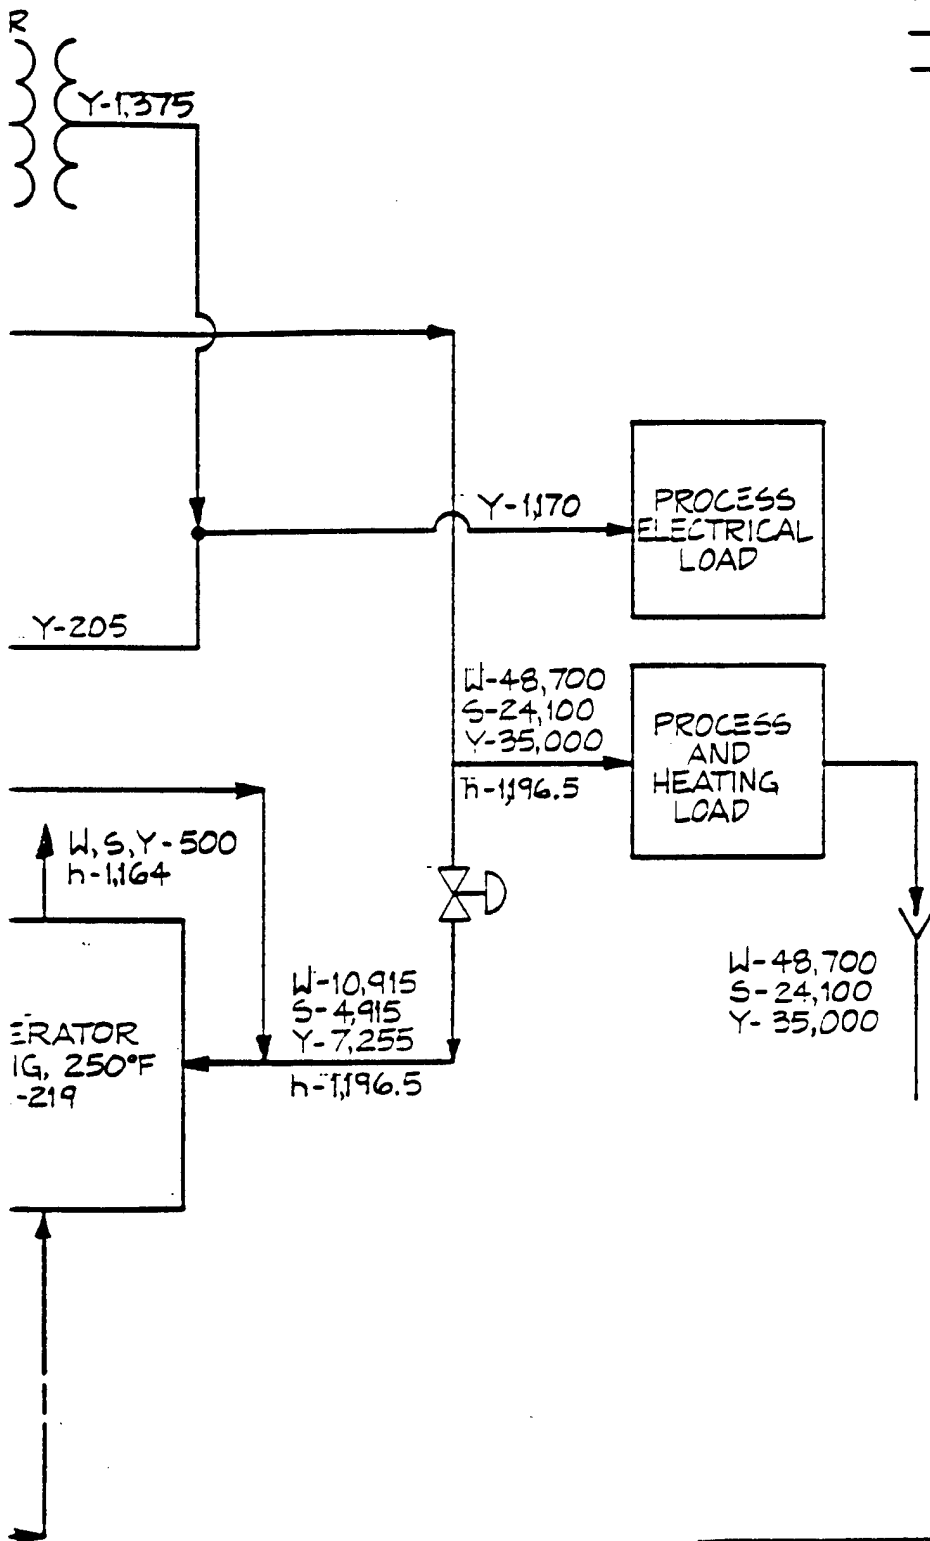 R
Y-1,375
Y-1,170
PROCESS
ELECTRICAL
LOAD
Y-205
W-48,700
S-24,100
Y-35,000
h-1,196.5
PROCESS
AND
HEATING
LOAD
W,S,Y-500
h-1,164
W-10,915
S-4,915
Y-7,255
h-1,196.5
W-48,700
S-24,100
Y-35,000
ERATOR
IG, 250°F
-219